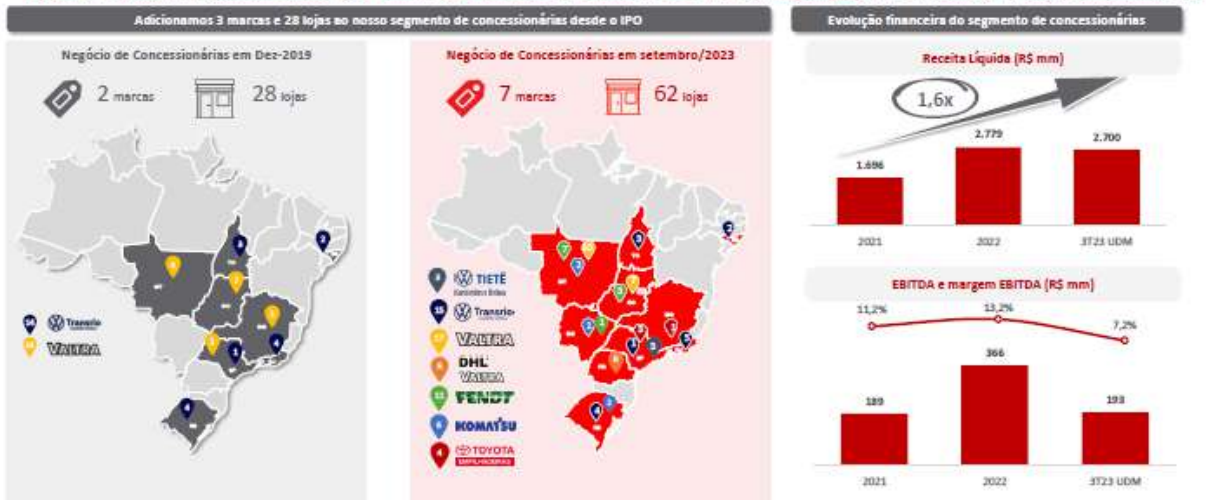 Adicionamos 3 marcas e 28 lojas ao nosso segmento de concessionárias desde o IPO
Negócio de Concessionárias em Dez-2019
2 marcas
28 lojas
Transrio
VALTRA
Negócio de Concessionárias em setembro/2023
7 marcas
62 lojas
TIETÊ
Transrio
VALTRA
DHL
VALTRA
FENDT
KOMATSU
TOYOTA
EMPILHADEIRAS
Evolução financeira do segmento de concessionárias
Receita Líquida (R$ mm)
1,6x
1.696
2.779
2.700
2021
2022
3T23 UDM
EBITDA e margem EBITDA (R$ mm)
11,2%
13,2%
7,2%
189
366
193
2021
2022
3T23 UDM